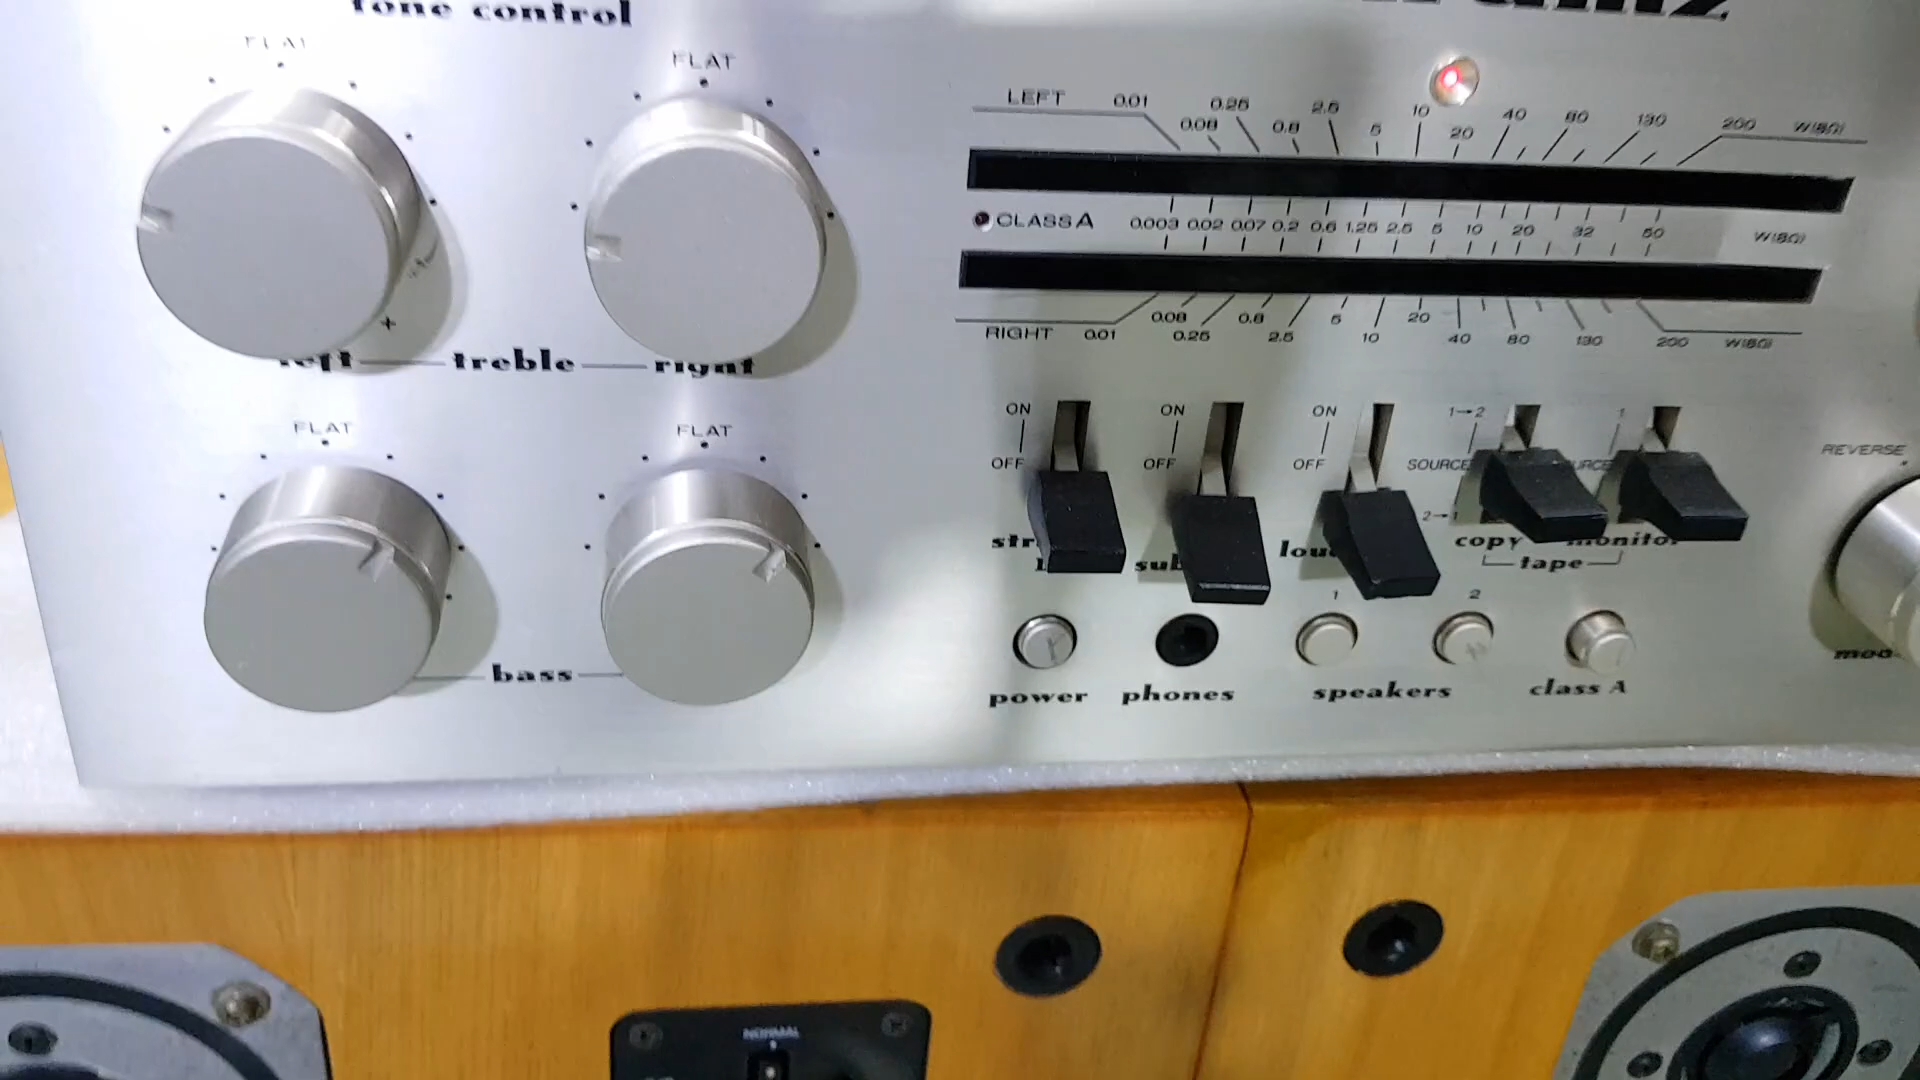 tone control
FLAT
FLAT
LEFT 0.01 0.08 0.25 0.8 2.5 5 10 20 40 80 130 200 W(8Ω)
CLASS A 0.003 0.02 0.07 0.2 0.6 1.25 2.5 5 10 20 32 50 W(8Ω)
RIGHT 0.01 0.08 0.25 0.8 2.5 5 10 20 40 80 130 200 W(8Ω)
left treble right
FLAT
FLAT
bass
ON
OFF
ON
OFF
ON
OFF
1→2
SOURCE
2→1
1
REVERSE
copy monitor
tape
1 2
power phones speakers class A
NORMAL